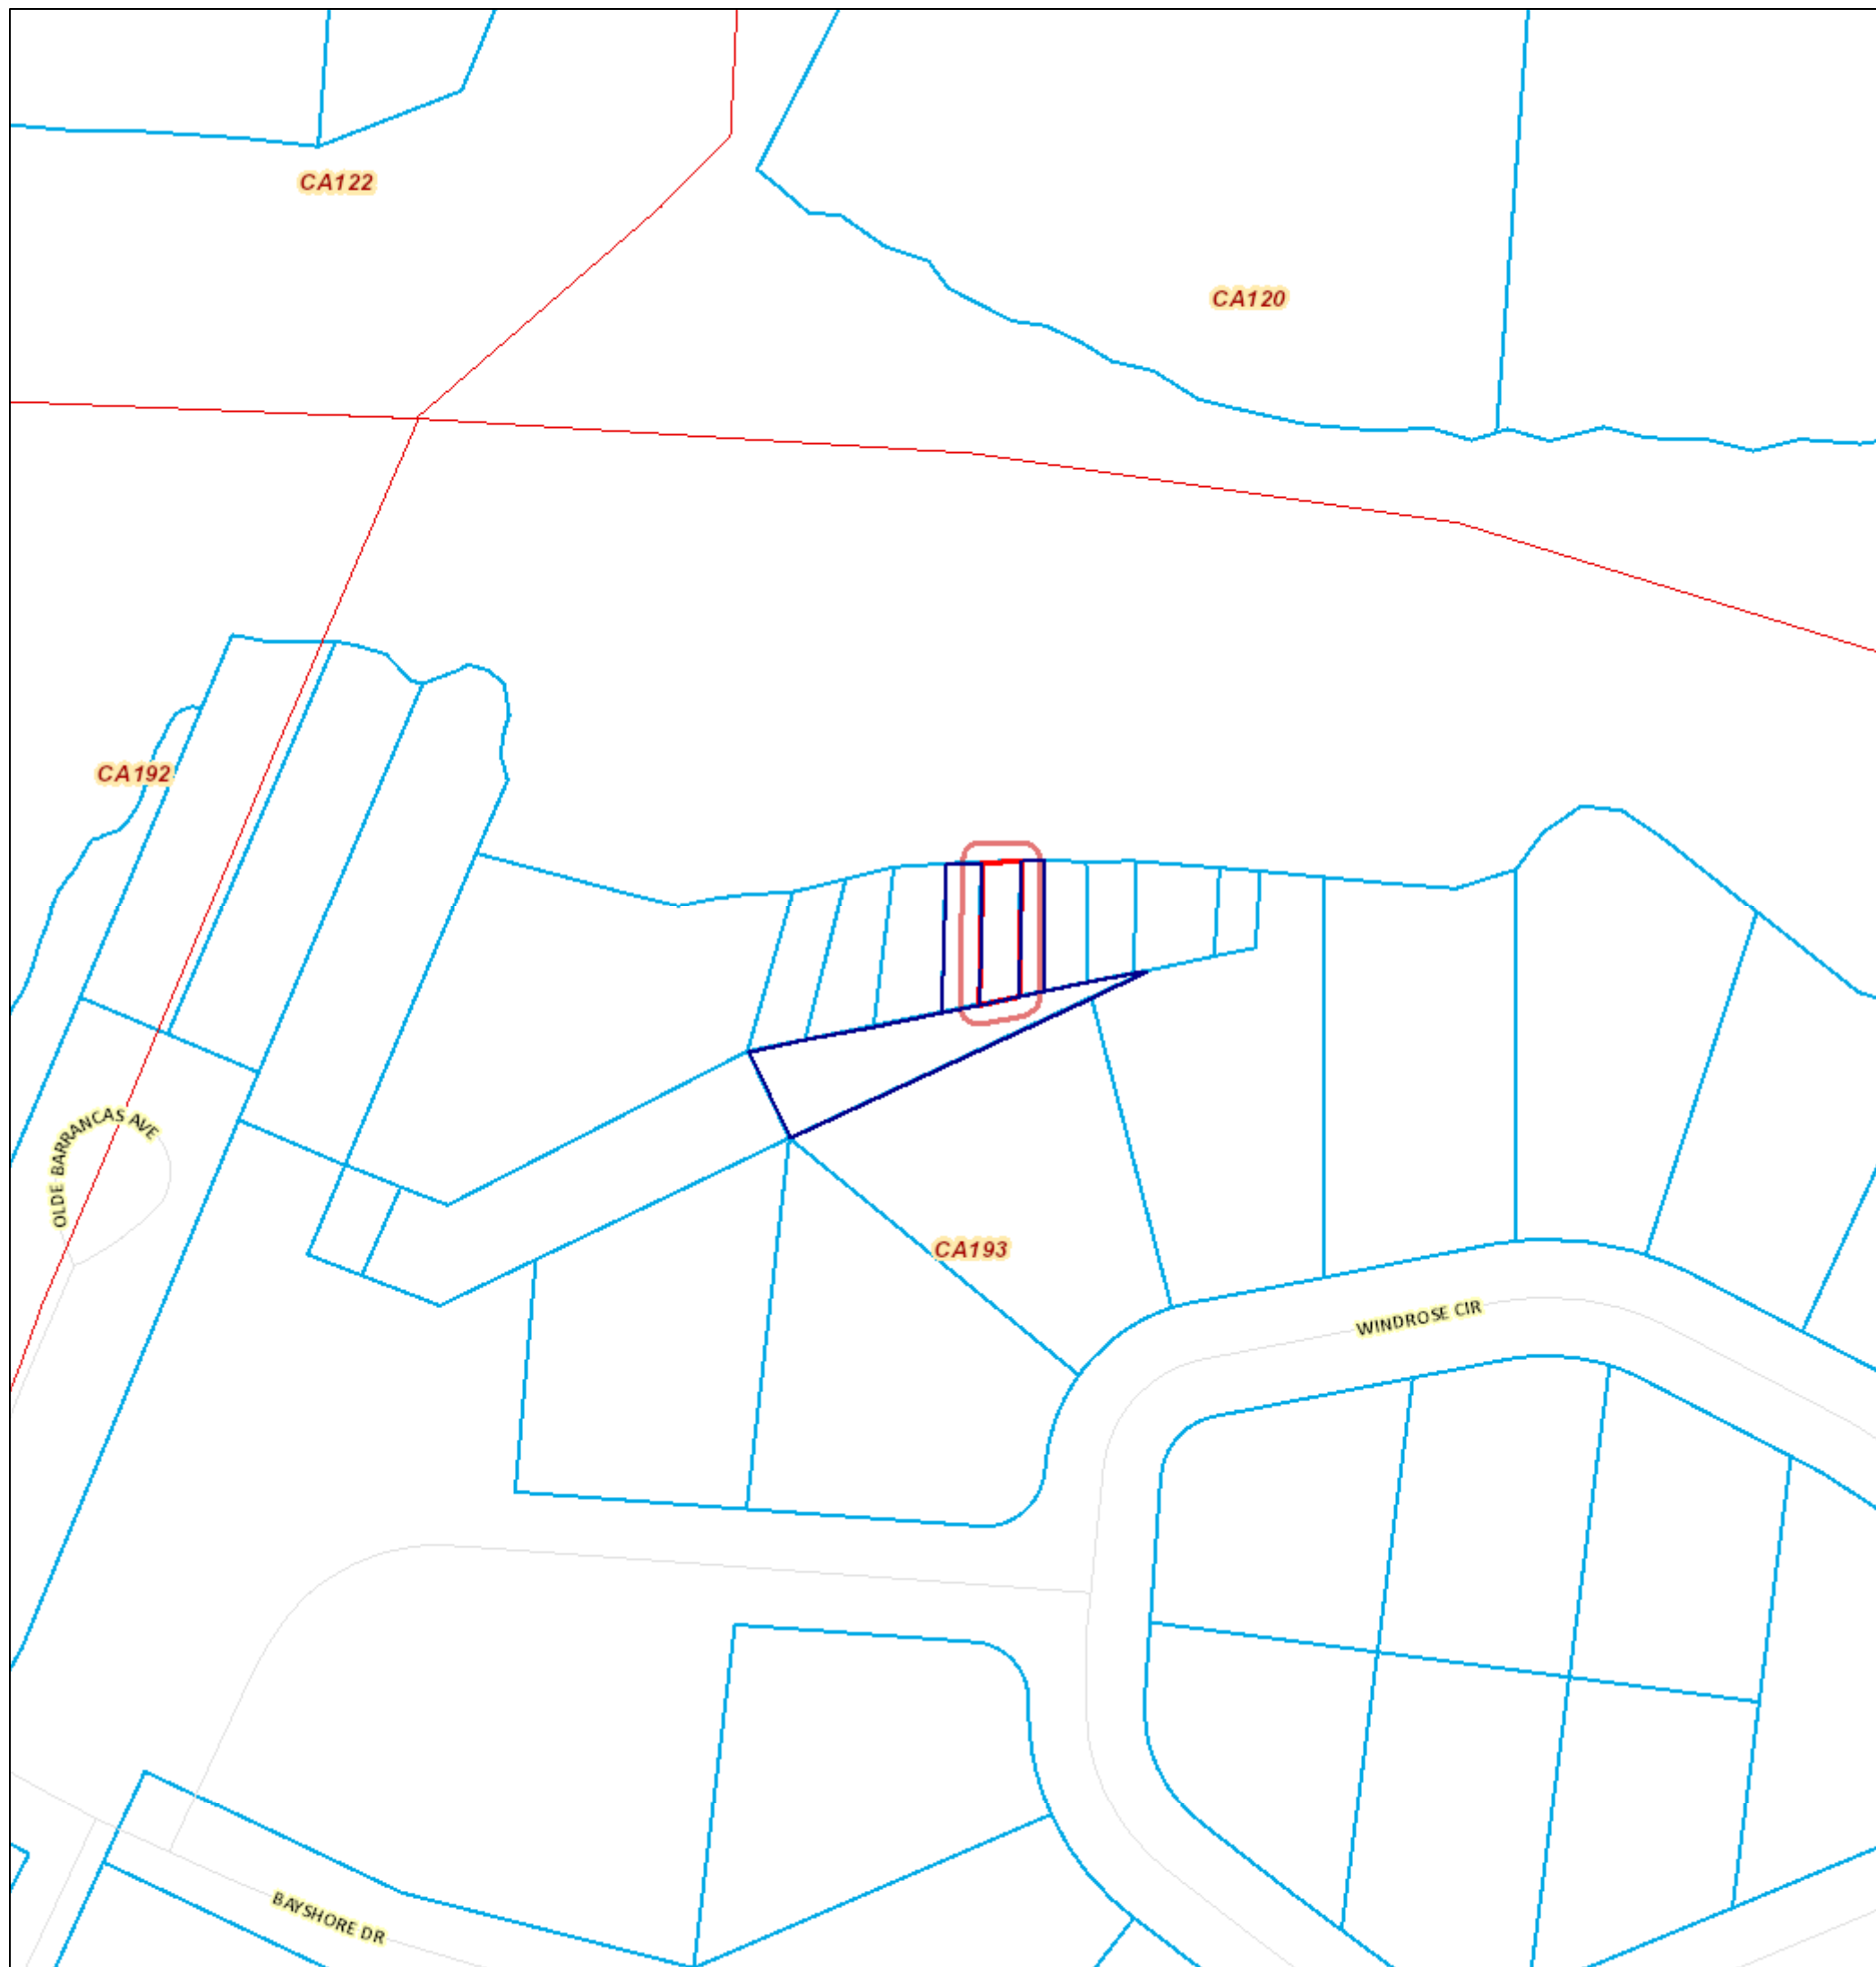 CA122
CA120
CA192
OLDE BARRANCAS AVE
CA193
WINDROSE CIR
BAYSHORE DR